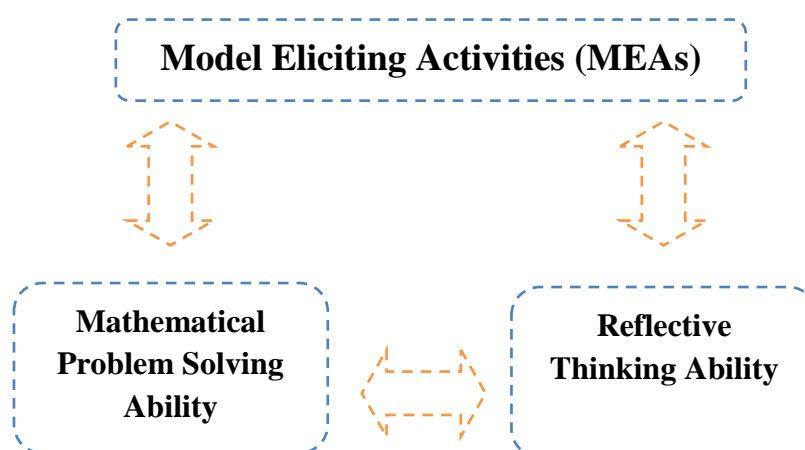 Model Eliciting Activities (MEAs)
Mathematical
Problem Solving
Ability
Reflective
Thinking Ability